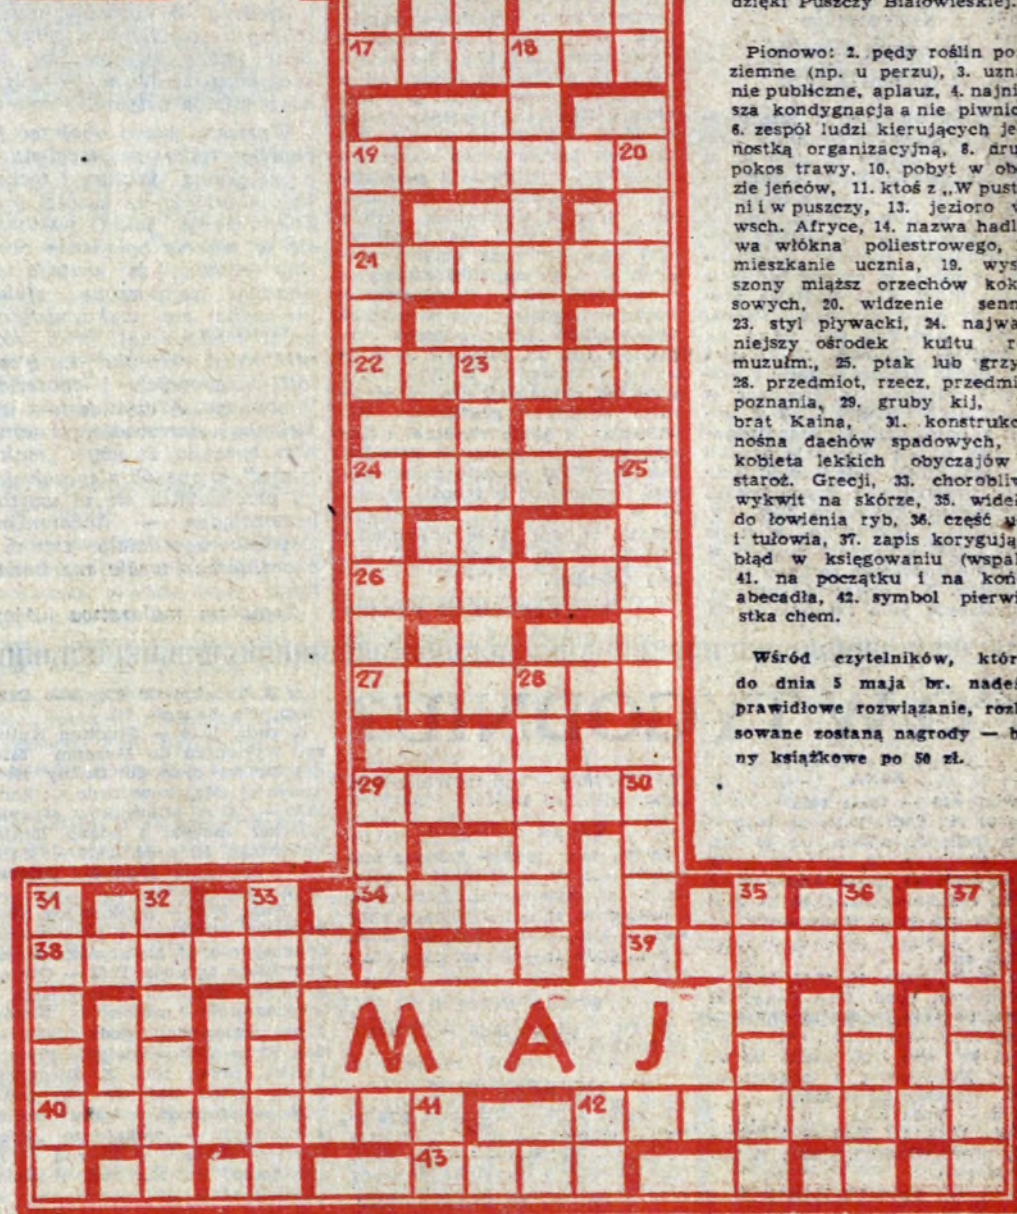 dzięki Puszczy Białowieskiej.
Pionowo: 2. pędy roślin po
ziemne (np. u perzu), 3. uzn
nie publiczne, aplauz, 4. najni
sza kondygnacja a nie piwnic
6. zespół ludzi kierujących je
nostką organizacyjną, 8. dru
pokos trawy, 10. pobyt w ob
zie jeńców, 11. ktoś z „W pust
ni i w puszczy, 13. jezioro w
wsch. Afryce, 14. nazwa hadl
wa włókna poliestrowego,
mieszkanie ucznia, 19. wys
szony miąższ orzechów kok
sowych, 20. widzenie senn
23. styl pływacki, 24. najwa
niejszy ośrodek kultu r
muzułm., 25. ptak lub grzy
28. przedmiot, rzecz, przedmi
poznania, 29. gruby kij,
brat Kaina, 31. konstrukc
nośna dachów spadowych,
kobieta lekkich obyczajów
staroż. Grecji, 33. chorobliw
wykwit na skórze, 35. wideł
do łowienia ryb, 36. część u
i tułowia, 37. zapis korygują
błąd w księgowaniu (wspak
41. na początku i na koń
abecadła, 42. symbol pierwi
stka chem.
Wśród czytelników, któr
do dnia 5 maja br. nadeś
prawidłowe rozwiązanie, rozl
sowane zostaną nagrody — b
ny książkowe po 50 zł.
17 18
19 20
21
22 23
24 25
26
27 28
29 30
31 32 33 34 35 36 37
38 39
MAJ
40 41 42
43